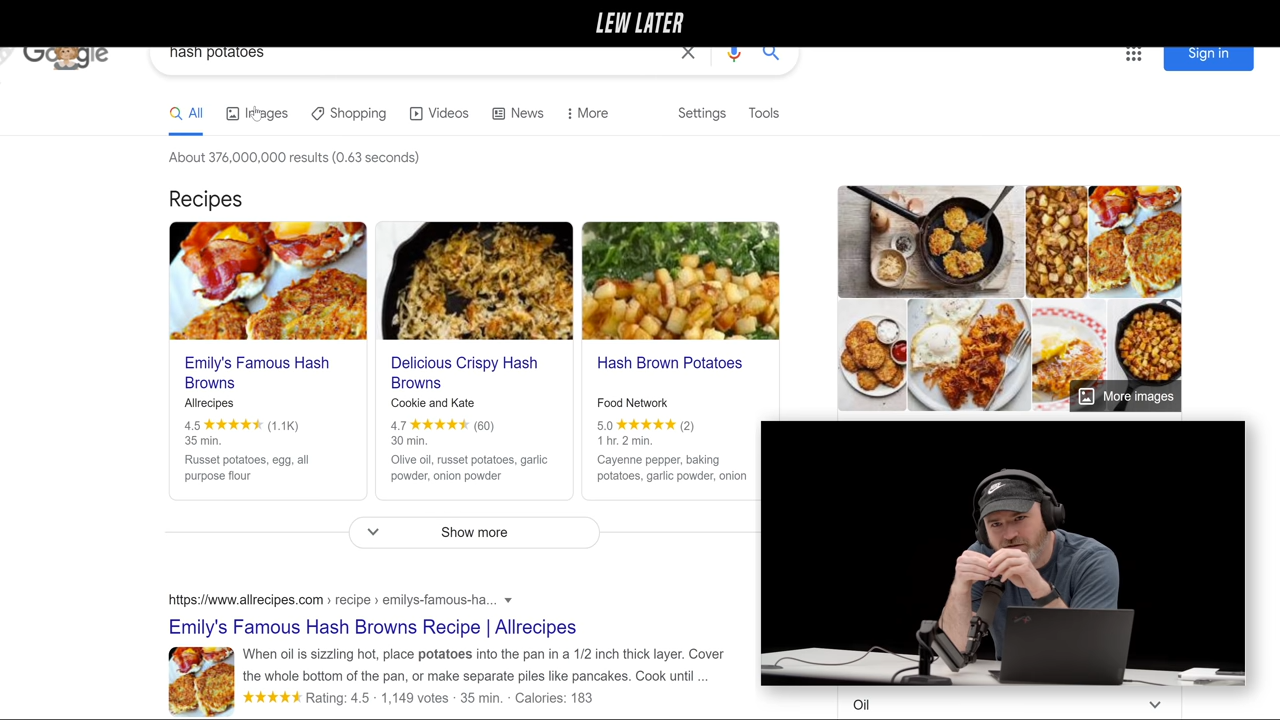 LEW LATER
Google
hash potatoes
Sign in
All
Images
Shopping
Videos
News
More
Settings
Tools
About 376,000,000 results (0.63 seconds)
Recipes
Emily's Famous Hash
Browns
Allrecipes
4.5 (1.1K)
35 min.
Russet potatoes, egg, all
purpose flour
Delicious Crispy Hash
Browns
Cookie and Kate
4.7 (60)
30 min.
Olive oil, russet potatoes, garlic
powder, onion powder
Hash Brown Potatoes
Food Network
5.0 (2)
1 hr. 2 min.
Cayenne pepper, baking
potatoes, garlic powder, onion
More images
Show more
https://www.allrecipes.com › recipe › emilys-famous-ha...
Emily's Famous Hash Browns Recipe | Allrecipes
When oil is sizzling hot, place potatoes into the pan in a 1/2 inch thick layer. Cover
the whole bottom of the pan, or make separate piles like pancakes. Cook until ...
Rating: 4.5 · 1,149 votes · 35 min. · Calories: 183
Oil